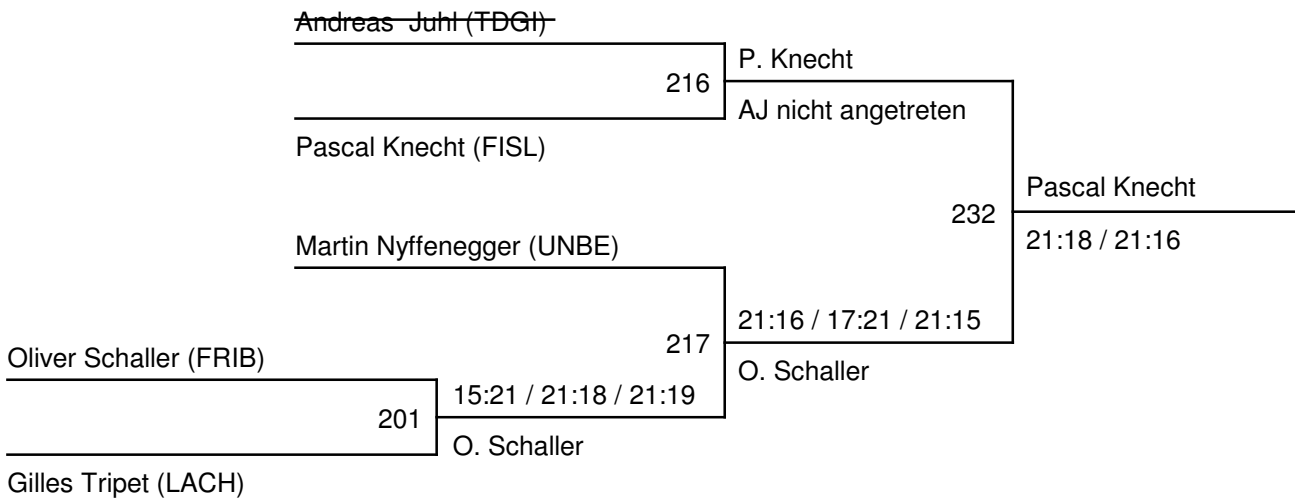 Andreas  Juhl (TDGI)
P. Knecht
216
AJ nicht angetreten
Pascal Knecht (FISL)
Pascal Knecht
232
21:18 / 21:16
Martin Nyffenegger (UNBE)
21:16 / 17:21 / 21:15
217
O. Schaller
Oliver Schaller (FRIB)
15:21 / 21:18 / 21:19
201
O. Schaller
Gilles Tripet (LACH)